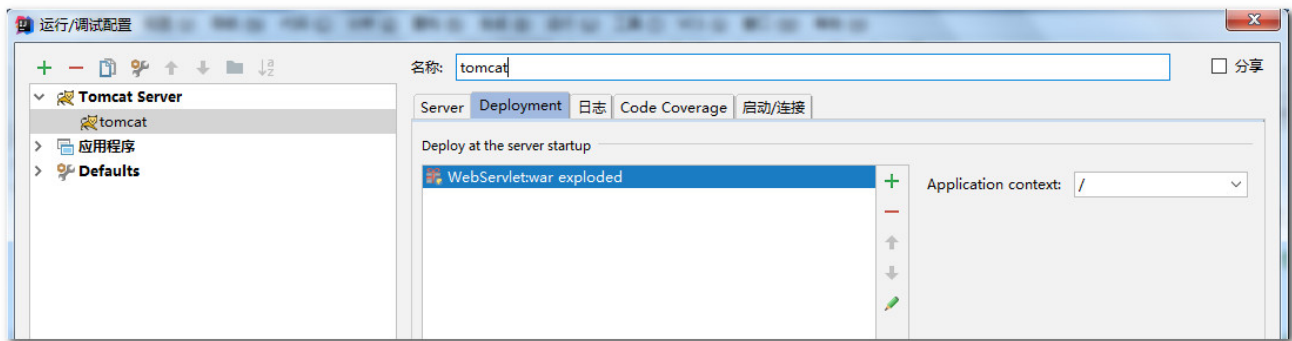 运行/调试配置
名称: tomcat 分享
Tomcat Server
tomcat
应用程序
Defaults
Server Deployment 日志 Code Coverage 启动/连接
Deploy at the server startup
WebServlet:war exploded
Application context: /